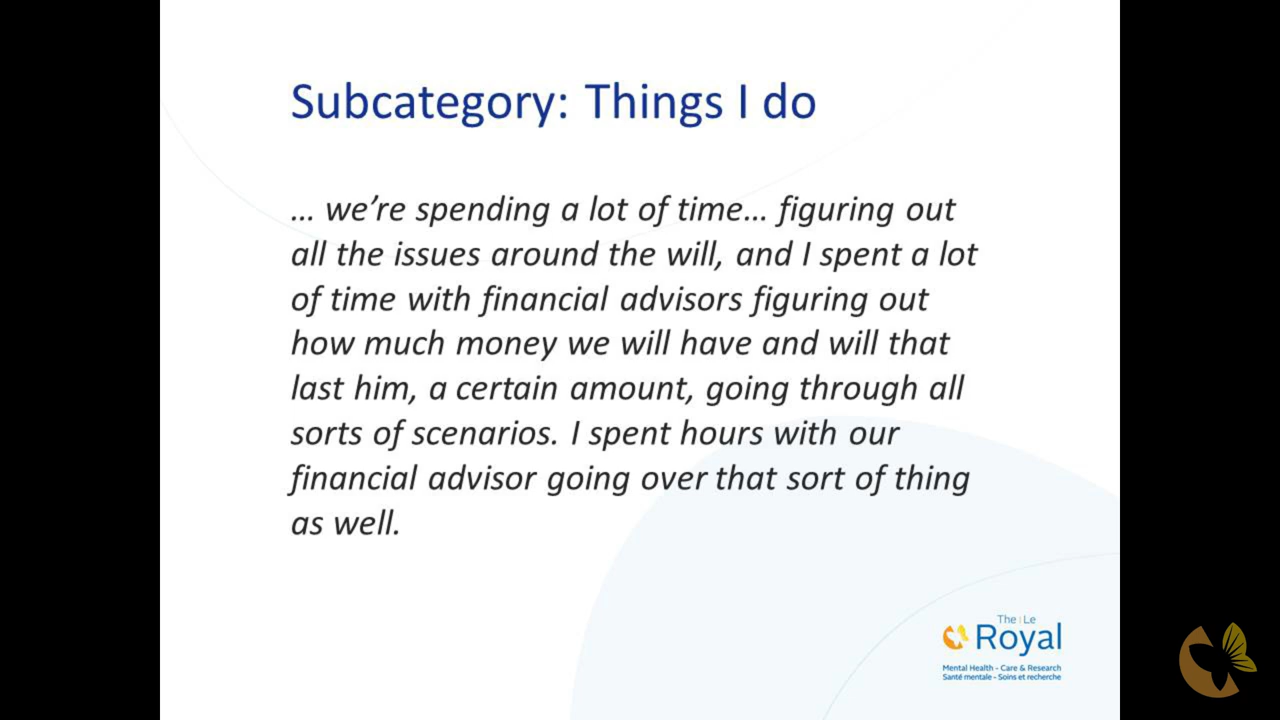 Subcategory: Things I do
… we’re spending a lot of time… figuring out
all the issues around the will, and I spent a lot
of time with financial advisors figuring out
how much money we will have and will that
last him, a certain amount, going through all
sorts of scenarios. I spent hours with our
financial advisor going over that sort of thing
as well.
The | Le
Royal
Mental Health - Care & Research
Santé mentale - Soins et recherche